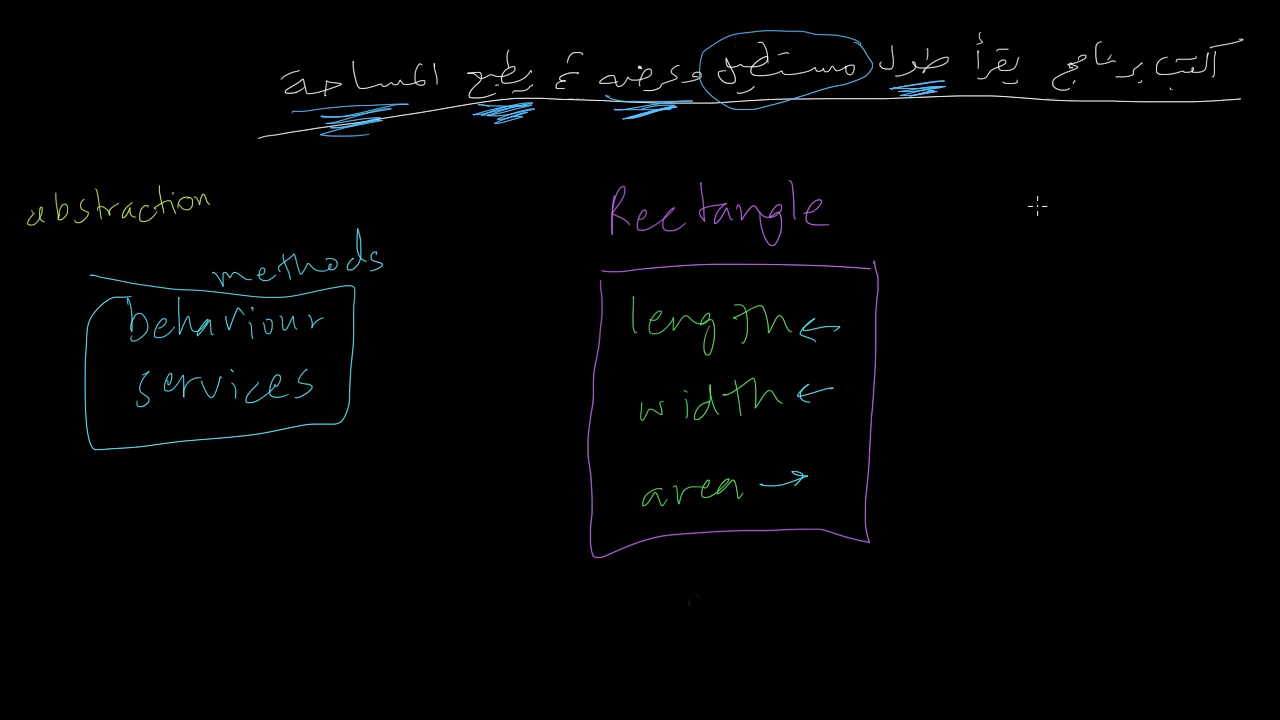 اكتب برنامج يقرأ طول مستطيل وعرضه ثم يطبع المساحة
abstraction
methods
behaviour
services
Rectangle
length
width
area